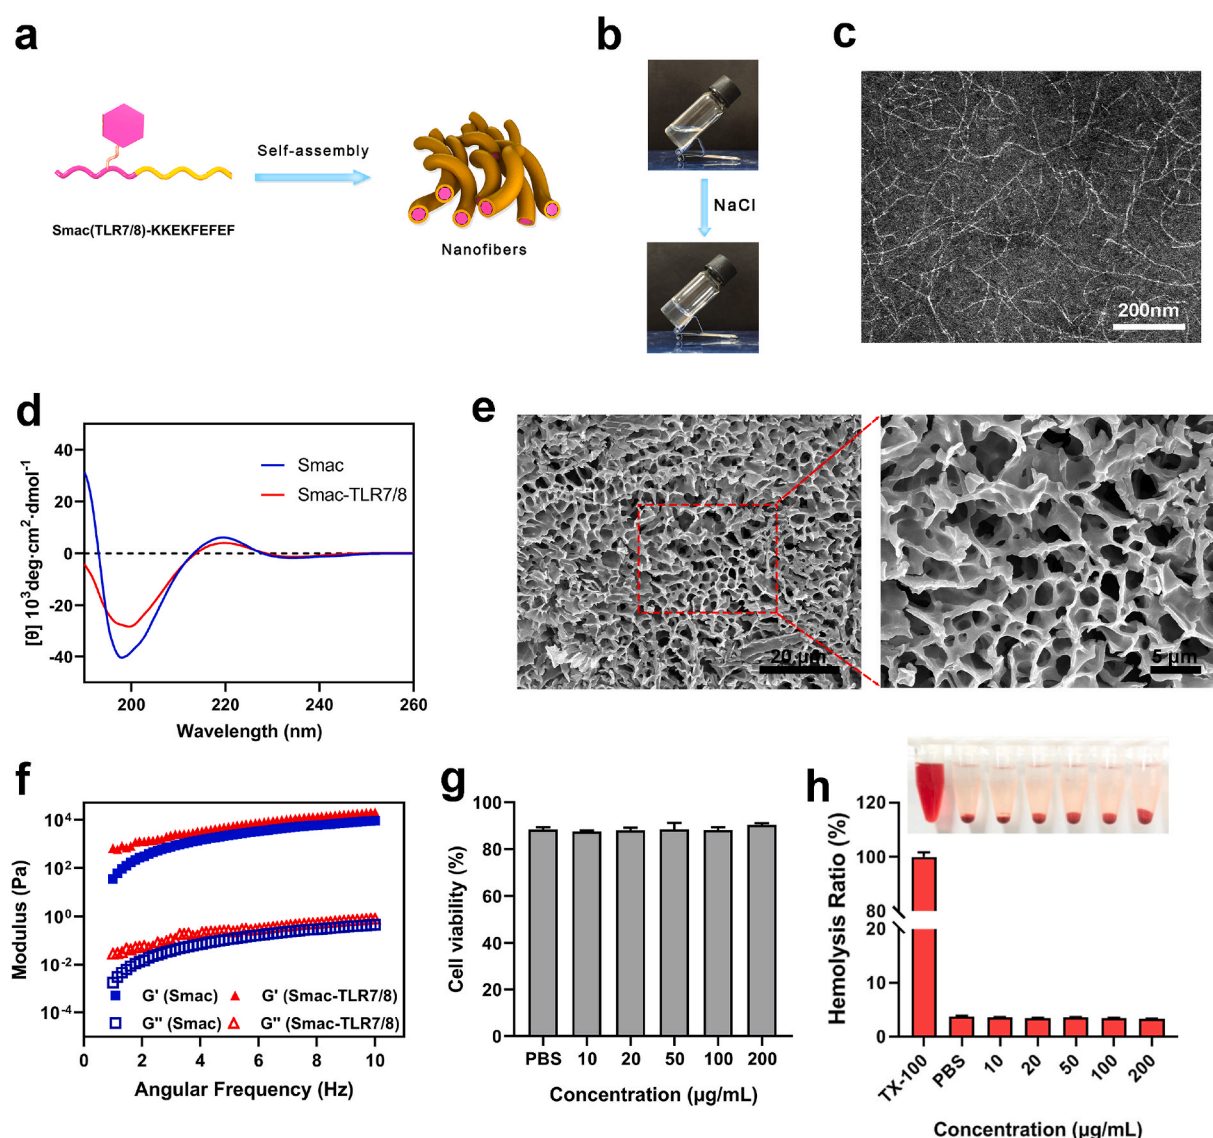 a
Self-assembly
Smac(TLR7/8)-KKEKFEFEF
Nanofibers
b
NaCl
c
200nm
d
[θ] 10³deg·cm²·dmol⁻¹
40
20
0
-20
-40
Smac
Smac-TLR7/8
200
220
240
260
Wavelength (nm)
e
20 μm
5 μm
f
Modulus (Pa)
10⁴
10²
10⁰
10⁻²
10⁻⁴
G' (Smac)
G' (Smac-TLR7/8)
G" (Smac)
G" (Smac-TLR7/8)
0
2
4
6
8
10
Angular Frequency (Hz)
g
Cell viability (%)
100
80
60
40
20
0
PBS
10
20
50
100
200
Concentration (μg/mL)
h
Hemolysis Ratio (%)
120
100
80
20
10
0
TX-100
PBS
10
20
50
100
200
Concentration (μg/mL)